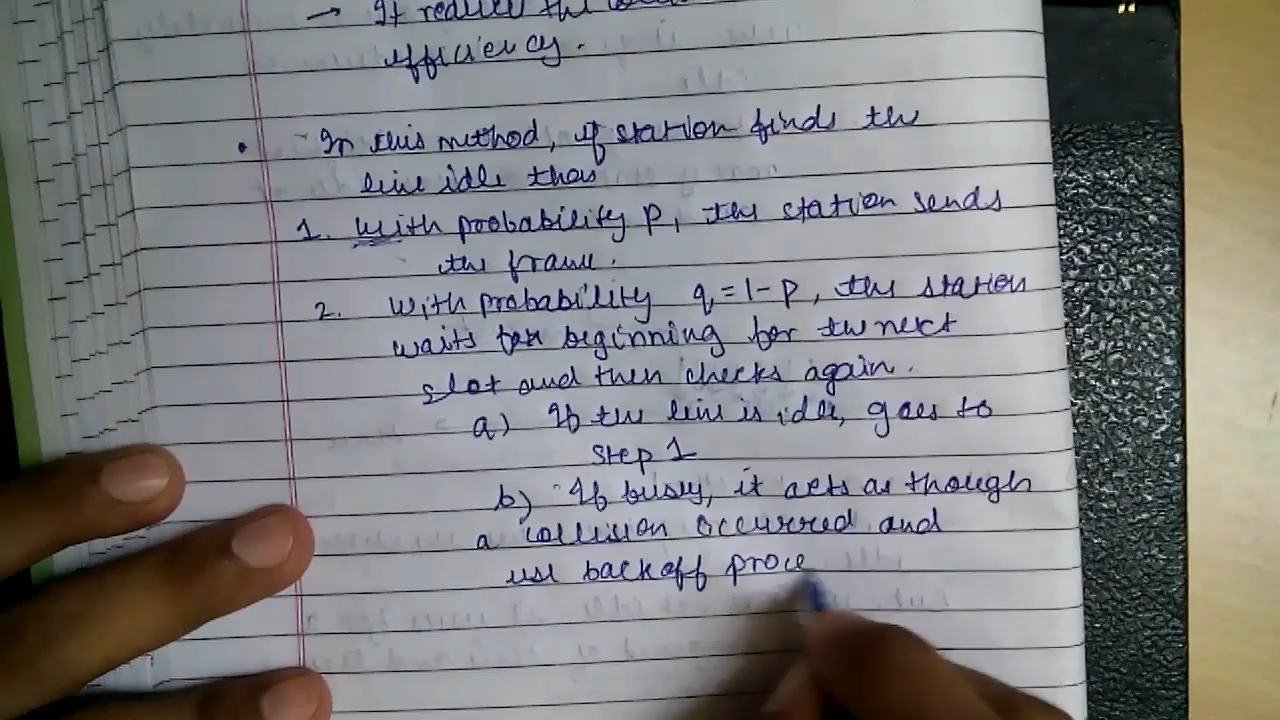 → It reduce the
efficiency.
• In this method, if station finds the
line idle then
1. With probability p, the station sends
the frame.
2. With probability q=1-p, the station
waits for beginning for the next
slot and then checks again.
a) If the line is idle, goes to
step 1
b) If busy, it acts as though
a collision occurred and
use backoff proce